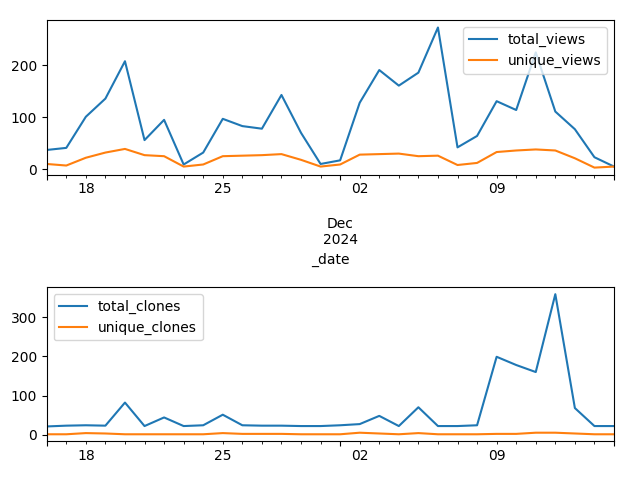 total_views
unique_views
200
100
0
18 25 02 09
Dec
2024
_date
total_clones
unique_clones
300
200
100
0
18 25 02 09